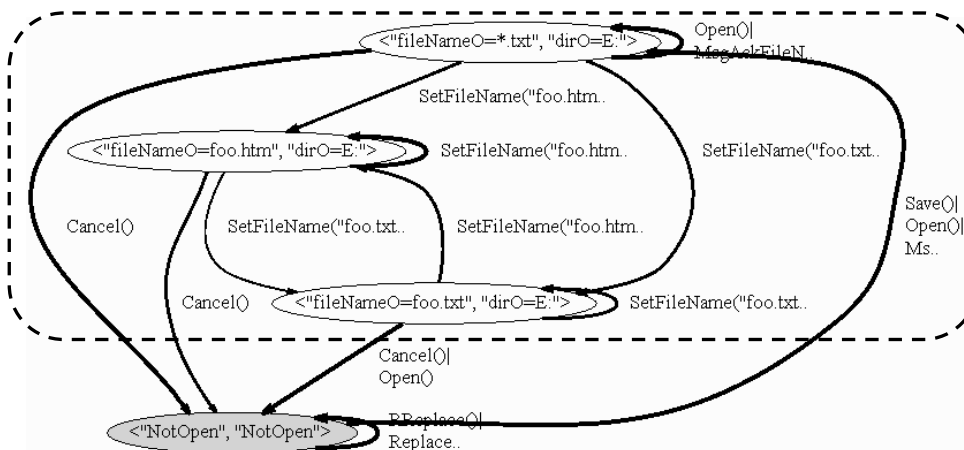 <"fileNameO=*.txt", "dirO=E:">
Open()|
MsgAckFileN..
SetFileName("foo.htm..
<"fileNameO=foo.htm", "dirO=E:">
SetFileName("foo.htm..
SetFileName("foo.txt..
Cancel()
SetFileName("foo.txt..
SetFileName("foo.htm..
Save()|
Open()|
Ms..
Cancel()
<"fileNameO=foo.txt", "dirO=E:">
SetFileName("foo.txt..
Cancel()|
Open()
<"NotOpen", "NotOpen">
RReplace()|
Replace..